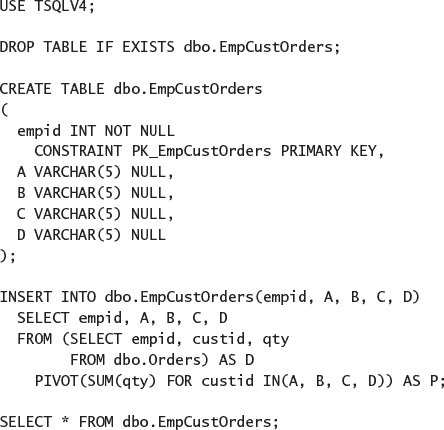 USE TSQLV4;
DROP TABLE IF EXISTS dbo.EmpCustOrders;
CREATE TABLE dbo.EmpCustOrders
(
empid INT NOT NULL
CONSTRAINT PK_EmpCustOrders PRIMARY KEY,
A VARCHAR(5) NULL,
B VARCHAR(5) NULL,
C VARCHAR(5) NULL,
D VARCHAR(5) NULL
);
INSERT INTO dbo.EmpCustOrders(empid, A, B, C, D)
SELECT empid, A, B, C, D
FROM (SELECT empid, custid, qty
FROM dbo.Orders) AS D
PIVOT(SUM(qty) FOR custid IN(A, B, C, D)) AS P;
SELECT * FROM dbo.EmpCustOrders;